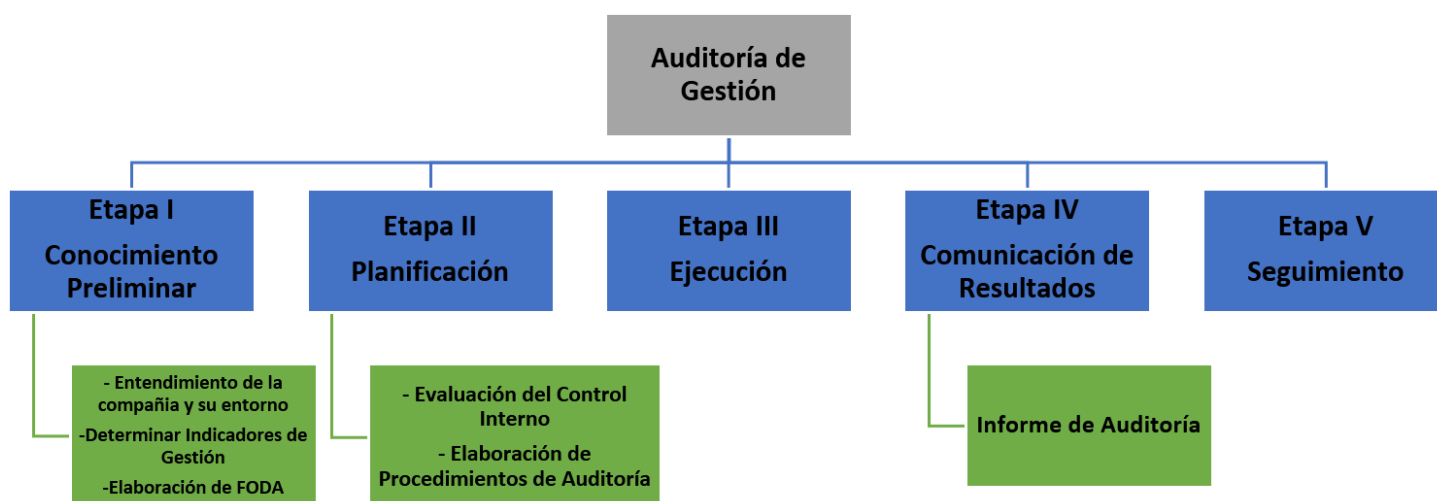 Auditoría de
Gestión
Etapa I
Conocimiento
Preliminar
Etapa II
Planificación
Etapa III
Ejecución
Etapa IV
Comunicación de
Resultados
Etapa V
Seguimiento
- Entendimiento de la
compañia y su entorno
-Determinar Indicadores de
Gestión
-Elaboración de FODA
- Evaluación del Control
Interno
- Elaboración de
Procedimientos de Auditoría
Informe de Auditoría